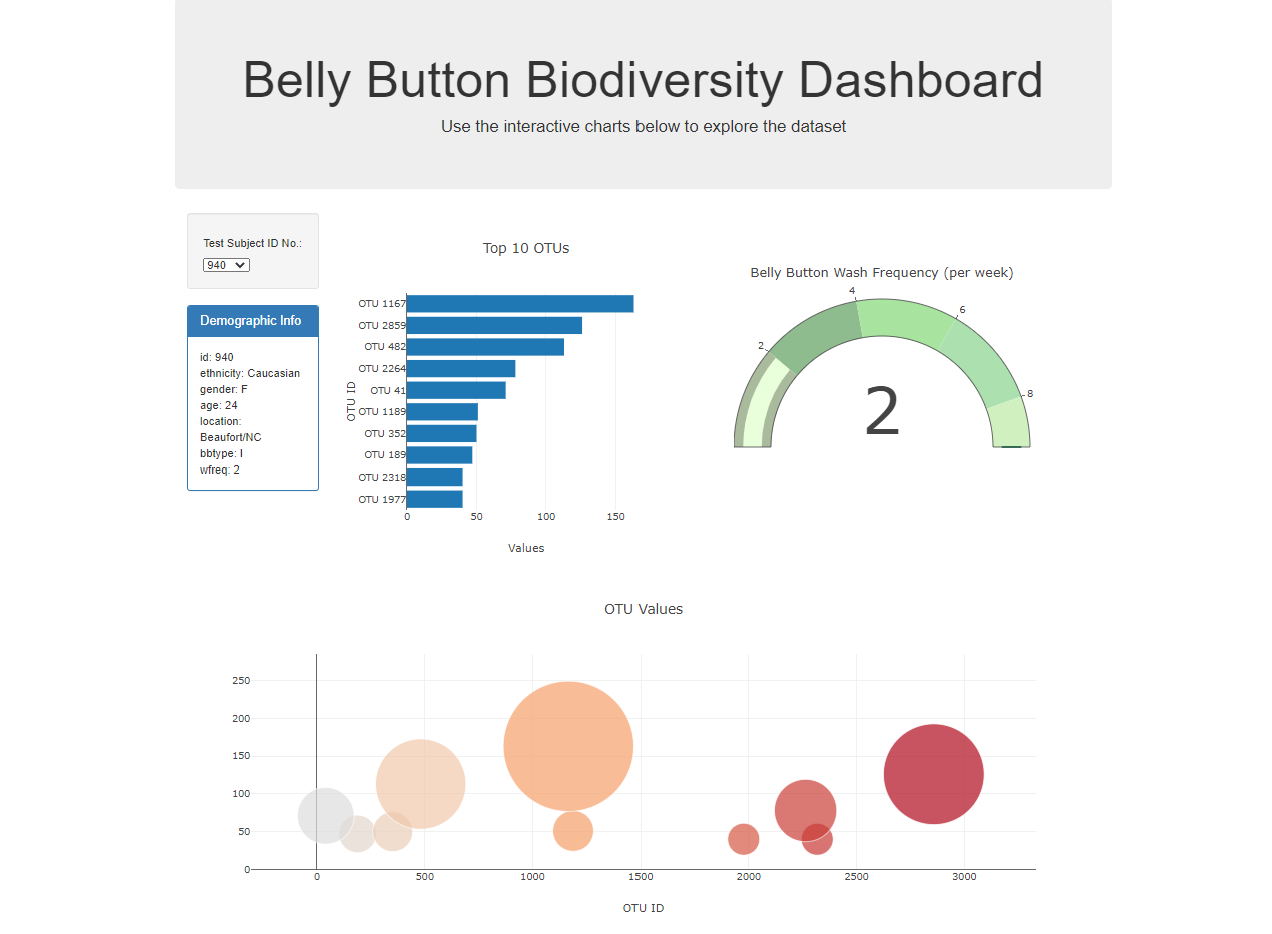 Belly Button Biodiversity Dashboard
Use the interactive charts below to explore the dataset
Test Subject ID No.:
940
Demographic Info
id: 940
ethnicity: Caucasian
gender: F
age: 24
location:
Beaufort/NC
bbtype: I
wfreq: 2
Top 10 OTUs
OTU ID
OTU 1167
OTU 2859
OTU 482
OTU 2264
OTU 41
OTU 1189
OTU 352
OTU 189
OTU 2318
OTU 1977
0 50 100 150
Values
Belly Button Wash Frequency (per week)
2
4
6
8
2
OTU Values
250
200
150
100
50
0
0 500 1000 1500 2000 2500 3000
OTU ID